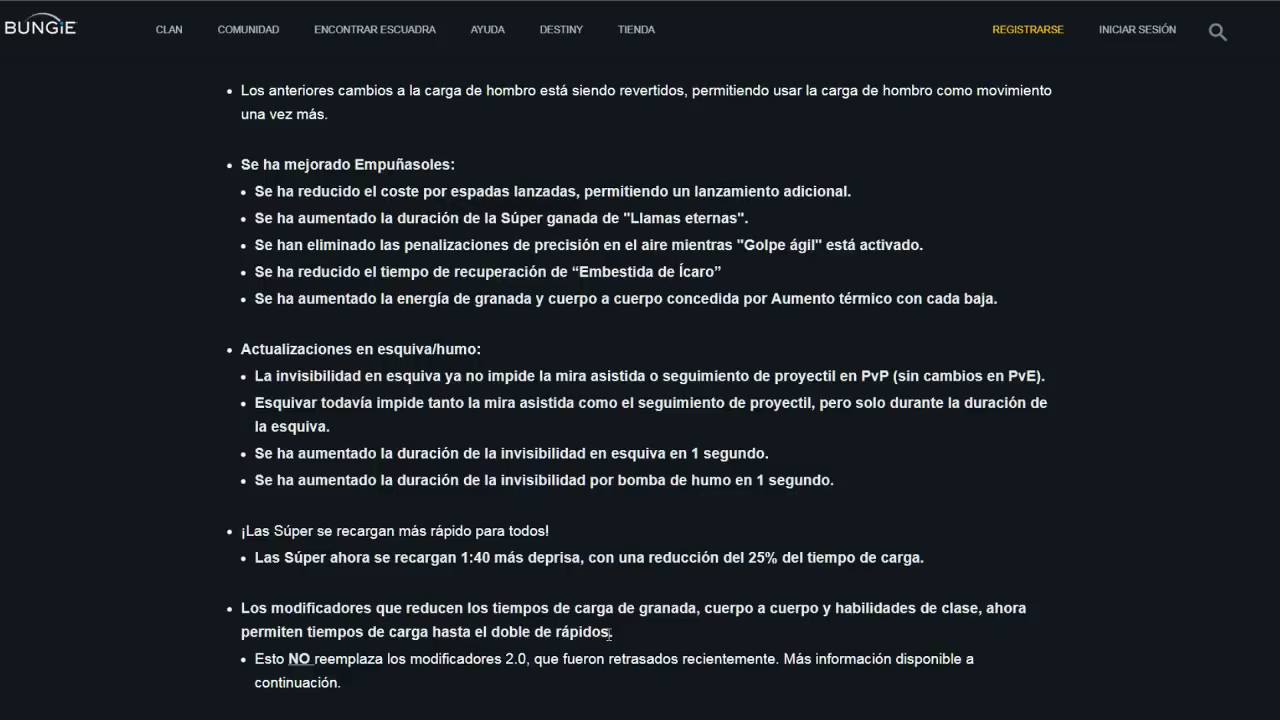 BUNGiE
CLAN
COMUNIDAD
ENCONTRAR ESCUADRA
AYUDA
DESTINY
TIENDA
REGISTRARSE
INICIAR SESIÓN
• Los anteriores cambios a la carga de hombro está siendo revertidos, permitiendo usar la carga de hombro como movimiento
una vez más.
• Se ha mejorado Empuñasoles:
• Se ha reducido el coste por espadas lanzadas, permitiendo un lanzamiento adicional.
• Se ha aumentado la duración de la Súper ganada de "Llamas eternas".
• Se han eliminado las penalizaciones de precisión en el aire mientras "Golpe ágil" está activado.
• Se ha reducido el tiempo de recuperación de “Embestida de Ícaro”
• Se ha aumentado la energía de granada y cuerpo a cuerpo concedida por Aumento térmico con cada baja.
• Actualizaciones en esquiva/humo:
• La invisibilidad en esquiva ya no impide la mira asistida o seguimiento de proyectil en PvP (sin cambios en PvE).
• Esquivar todavía impide tanto la mira asistida como el seguimiento de proyectil, pero solo durante la duración de
la esquiva.
• Se ha aumentado la duración de la invisibilidad en esquiva en 1 segundo.
• Se ha aumentado la duración de la invisibilidad por bomba de humo en 1 segundo.
• ¡Las Súper se recargan más rápido para todos!
• Las Súper ahora se recargan 1:40 más deprisa, con una reducción del 25% del tiempo de carga.
• Los modificadores que reducen los tiempos de carga de granada, cuerpo a cuerpo y habilidades de clase, ahora
permiten tiempos de carga hasta el doble de rápidos.
• Esto NO reemplaza los modificadores 2.0, que fueron retrasados recientemente. Más información disponible a
continuación.